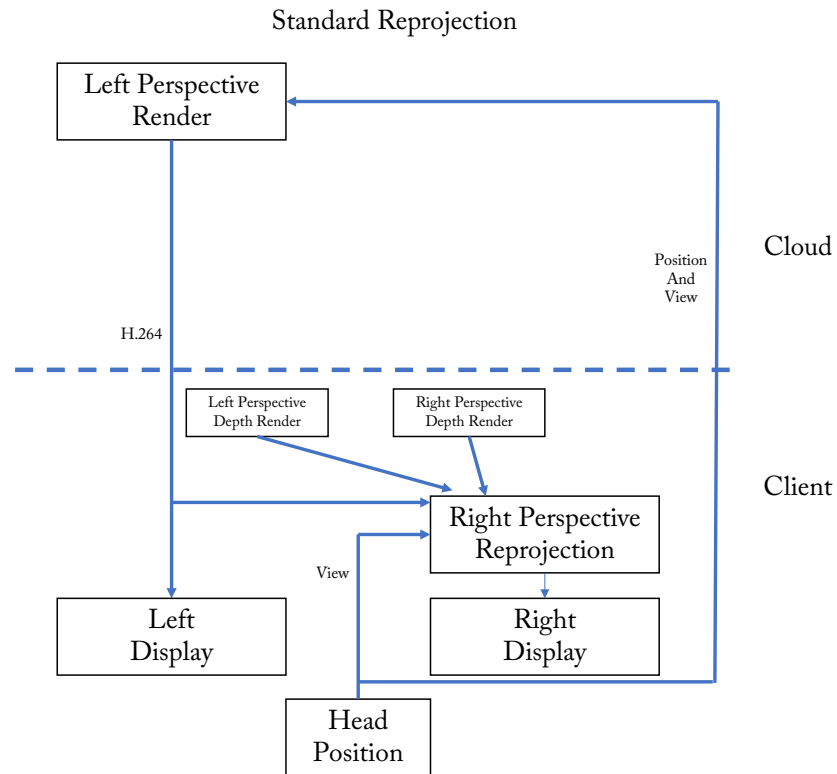 Standard Reprojection
Left Perspective
Render
Cloud
Position
And
View
H.264
Left Perspective
Depth Render
Right Perspective
Depth Render
Client
Right Perspective
Reprojection
View
Left
Display
Right
Display
Head
Position